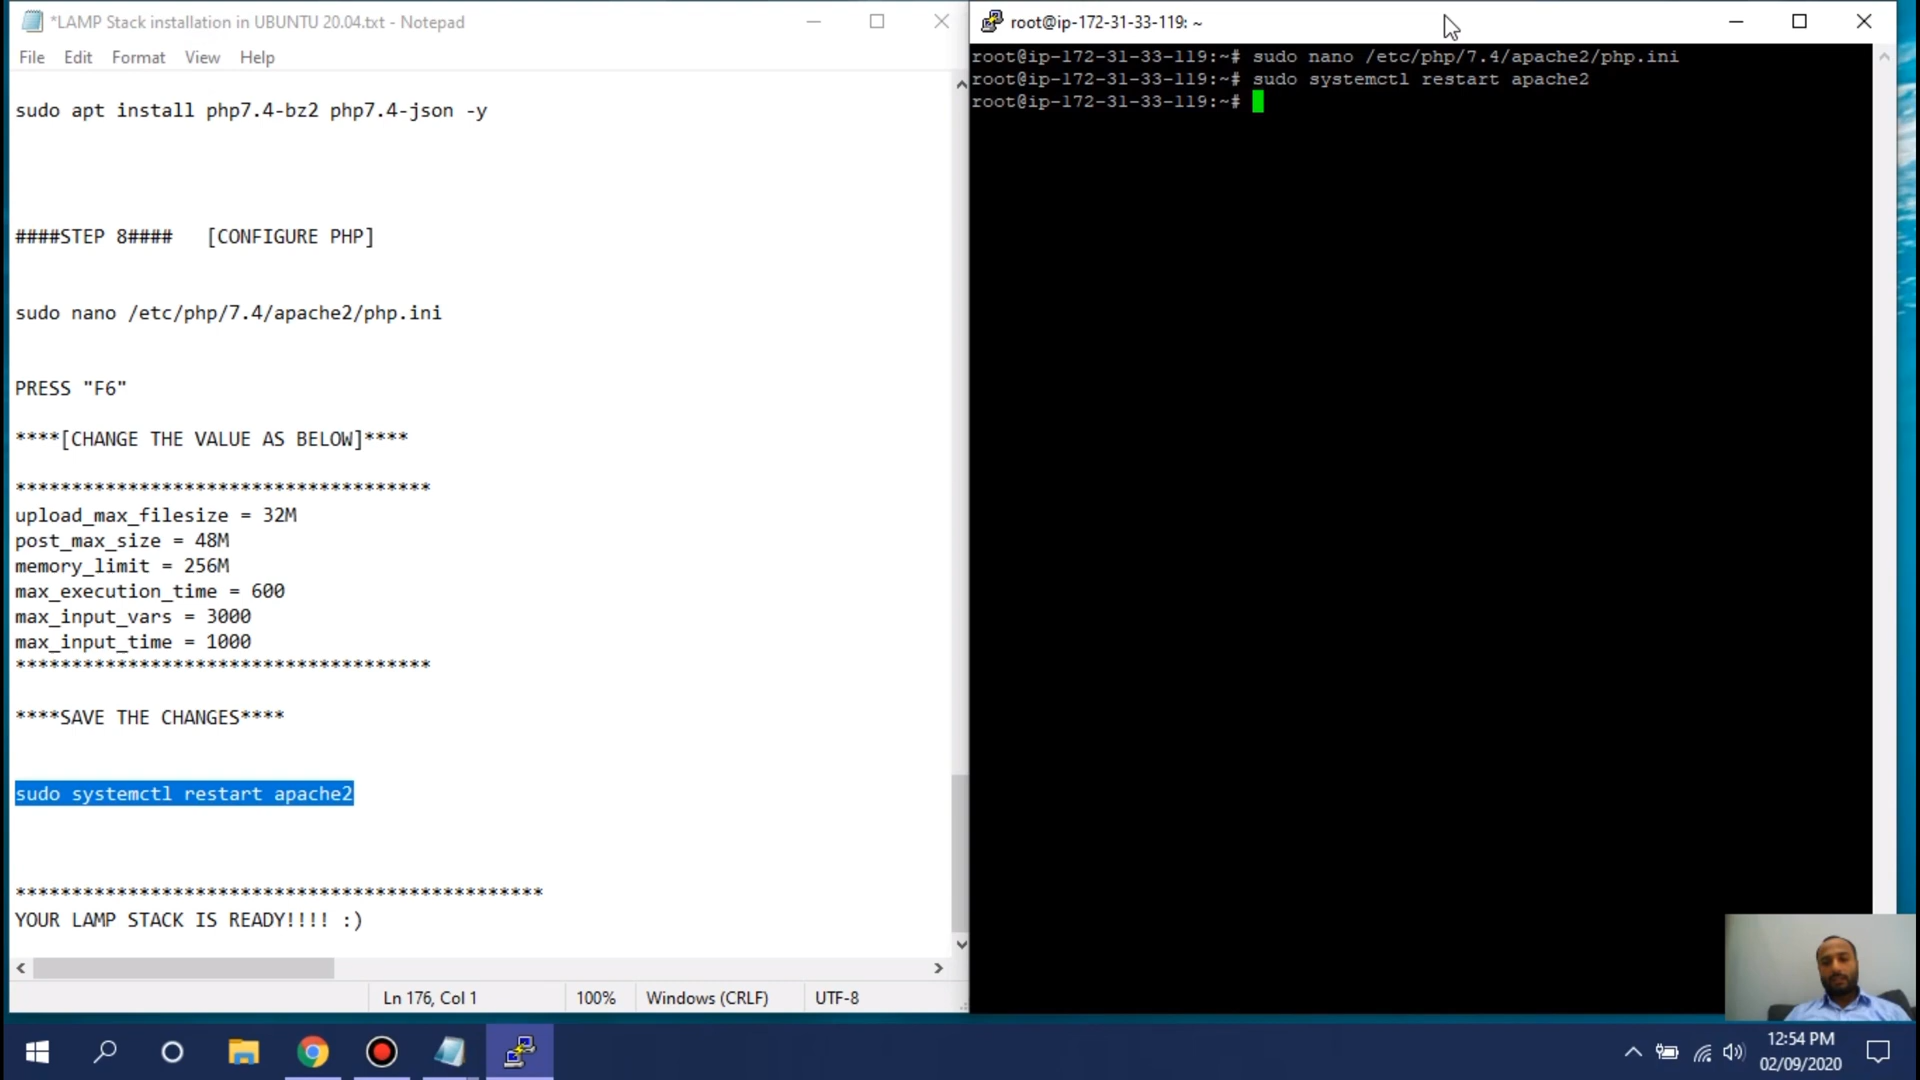 *LAMP Stack installation in UBUNTU 20.04.txt - Notepad
File Edit Format View Help
sudo apt install php7.4-bz2 php7.4-json -y
####STEP 8#### [CONFIGURE PHP]
sudo nano /etc/php/7.4/apache2/php.ini
PRESS "F6"
****[CHANGE THE VALUE AS BELOW]****
*************************************
upload_max_filesize = 32M
post_max_size = 48M
memory_limit = 256M
max_execution_time = 600
max_input_vars = 3000
max_input_time = 1000
*************************************
****SAVE THE CHANGES****
sudo systemctl restart apache2
***********************************************
YOUR LAMP STACK IS READY!!!! :)
Ln 176, Col 1 100% Windows (CRLF) UTF-8
root@ip-172-31-33-119: ~
root@ip-172-31-33-119:~# sudo nano /etc/php/7.4/apache2/php.ini
root@ip-172-31-33-119:~# sudo systemctl restart apache2
root@ip-172-31-33-119:~#
12:54 PM
02/09/2020